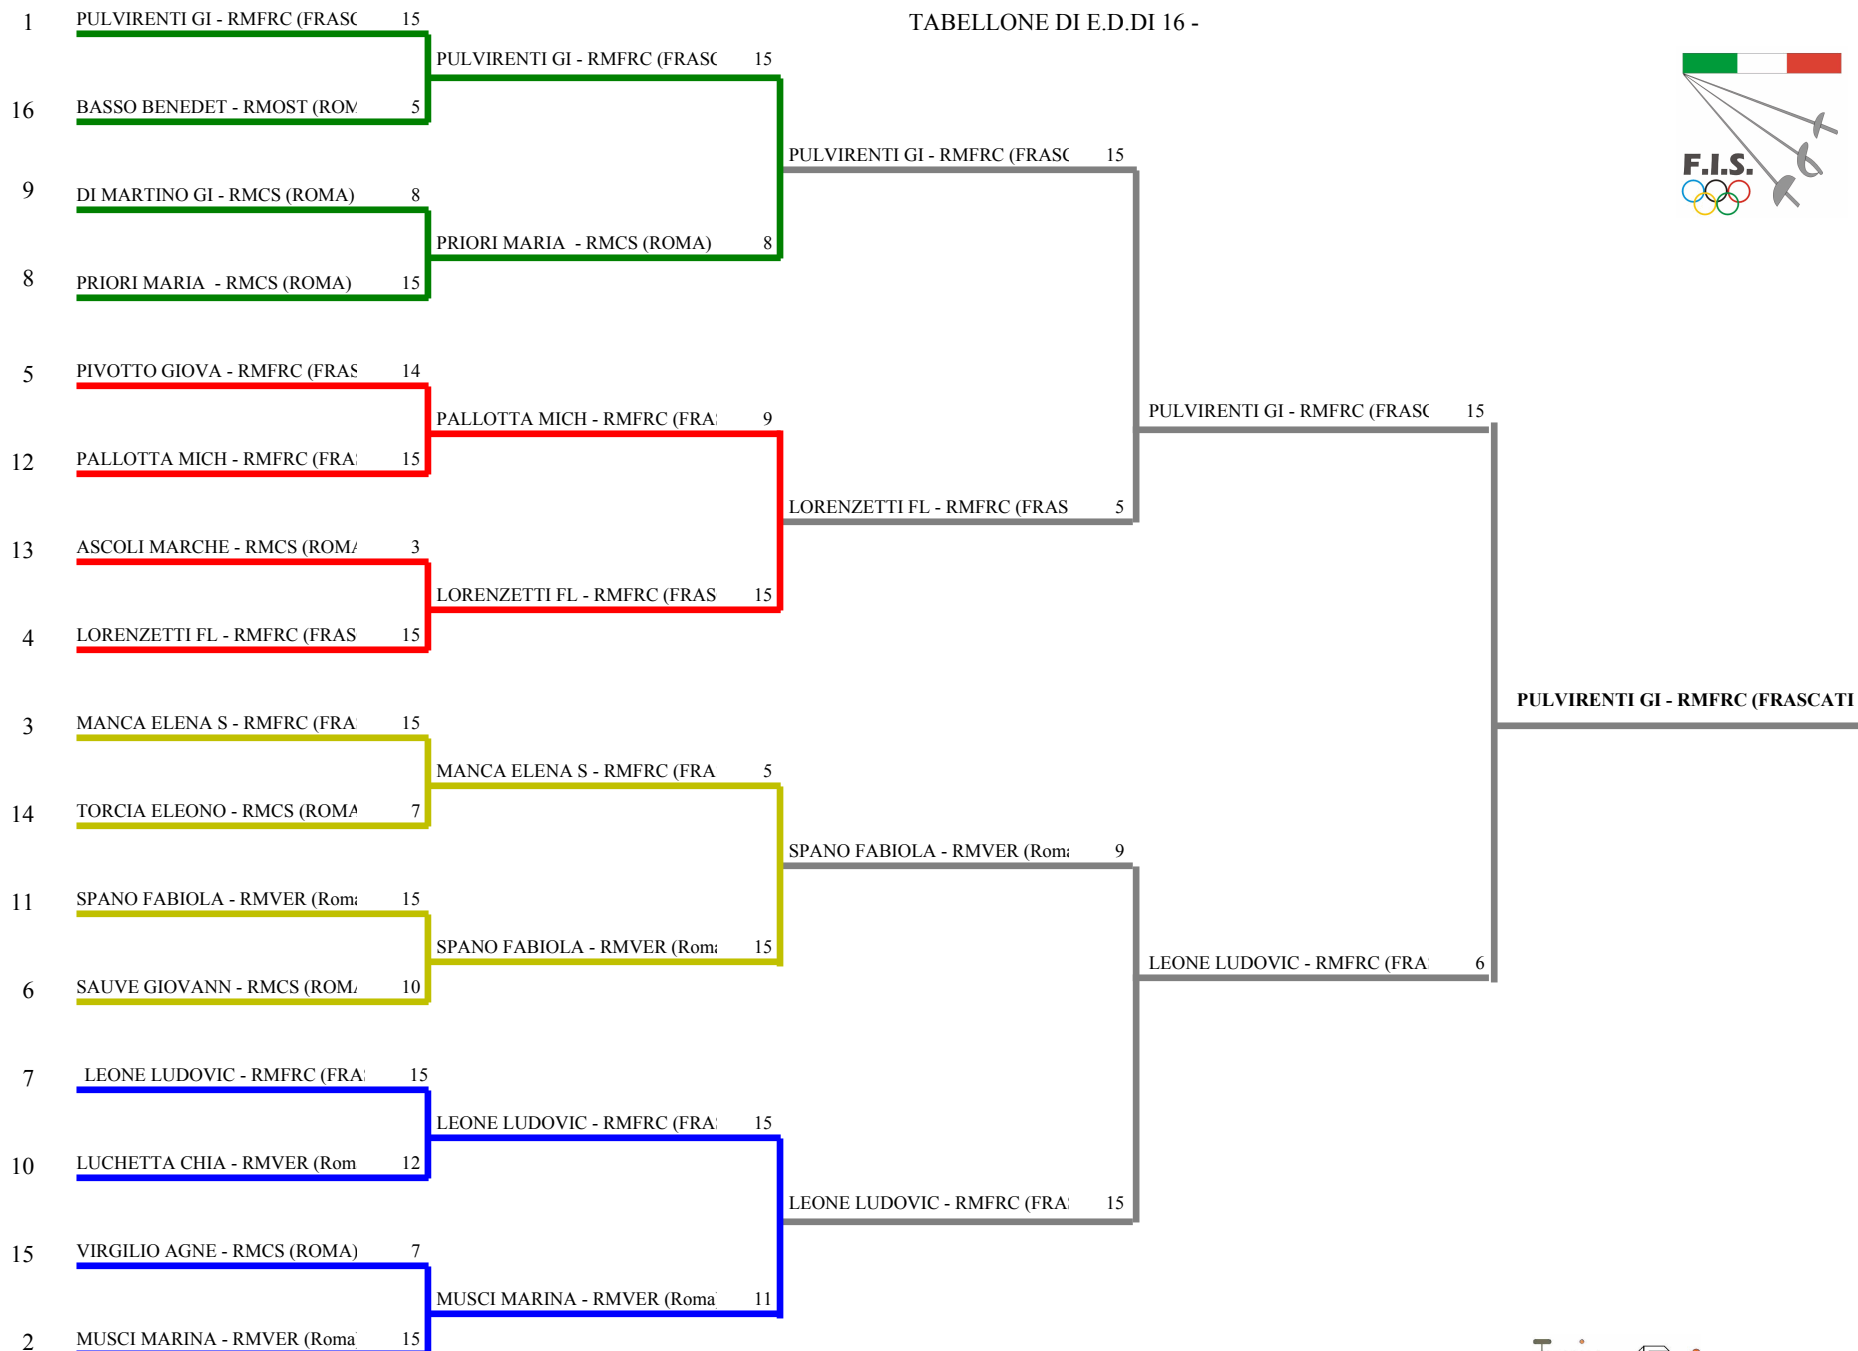 TABELLONE DI E.D.DI 16 -
F.I.S.
1 PULVIRENTI GI - RMFRC (FRASC 15
PULVIRENTI GI - RMFRC (FRASC 15
16 BASSO BENEDET - RMOST (ROM 5
PULVIRENTI GI - RMFRC (FRASC 15
9 DI MARTINO GI - RMCS (ROMA) 8
PRIORI MARIA - RMCS (ROMA) 8
8 PRIORI MARIA - RMCS (ROMA) 15
5 PIVOTTO GIOVA - RMFRC (FRAS 14
PALLOTTA MICH - RMFRC (FRA 9
PULVIRENTI GI - RMFRC (FRASC 15
12 PALLOTTA MICH - RMFRC (FRA 15
LORENZETTI FL - RMFRC (FRAS 5
13 ASCOLI MARCHE - RMCS (ROMA 3
LORENZETTI FL - RMFRC (FRAS 15
4 LORENZETTI FL - RMFRC (FRAS 15
PULVIRENTI GI - RMFRC (FRASCATI
3 MANCA ELENA S - RMFRC (FRA 15
MANCA ELENA S - RMFRC (FRA 5
14 TORCIA ELEONO - RMCS (ROMA 7
SPANO FABIOLA - RMVER (Roma 9
11 SPANO FABIOLA - RMVER (Roma 15
SPANO FABIOLA - RMVER (Roma 15
LEONE LUDOVIC - RMFRC (FRA 6
6 SAUVE GIOVANN - RMCS (ROMA 10
7 LEONE LUDOVIC - RMFRC (FRA 15
LEONE LUDOVIC - RMFRC (FRA 15
10 LUCHETTA CHIA - RMVER (Rom 12
LEONE LUDOVIC - RMFRC (FRA 15
15 VIRGILIO AGNE - RMCS (ROMA) 7
MUSCI MARINA - RMVER (Roma 11
2 MUSCI MARINA - RMVER (Roma 15